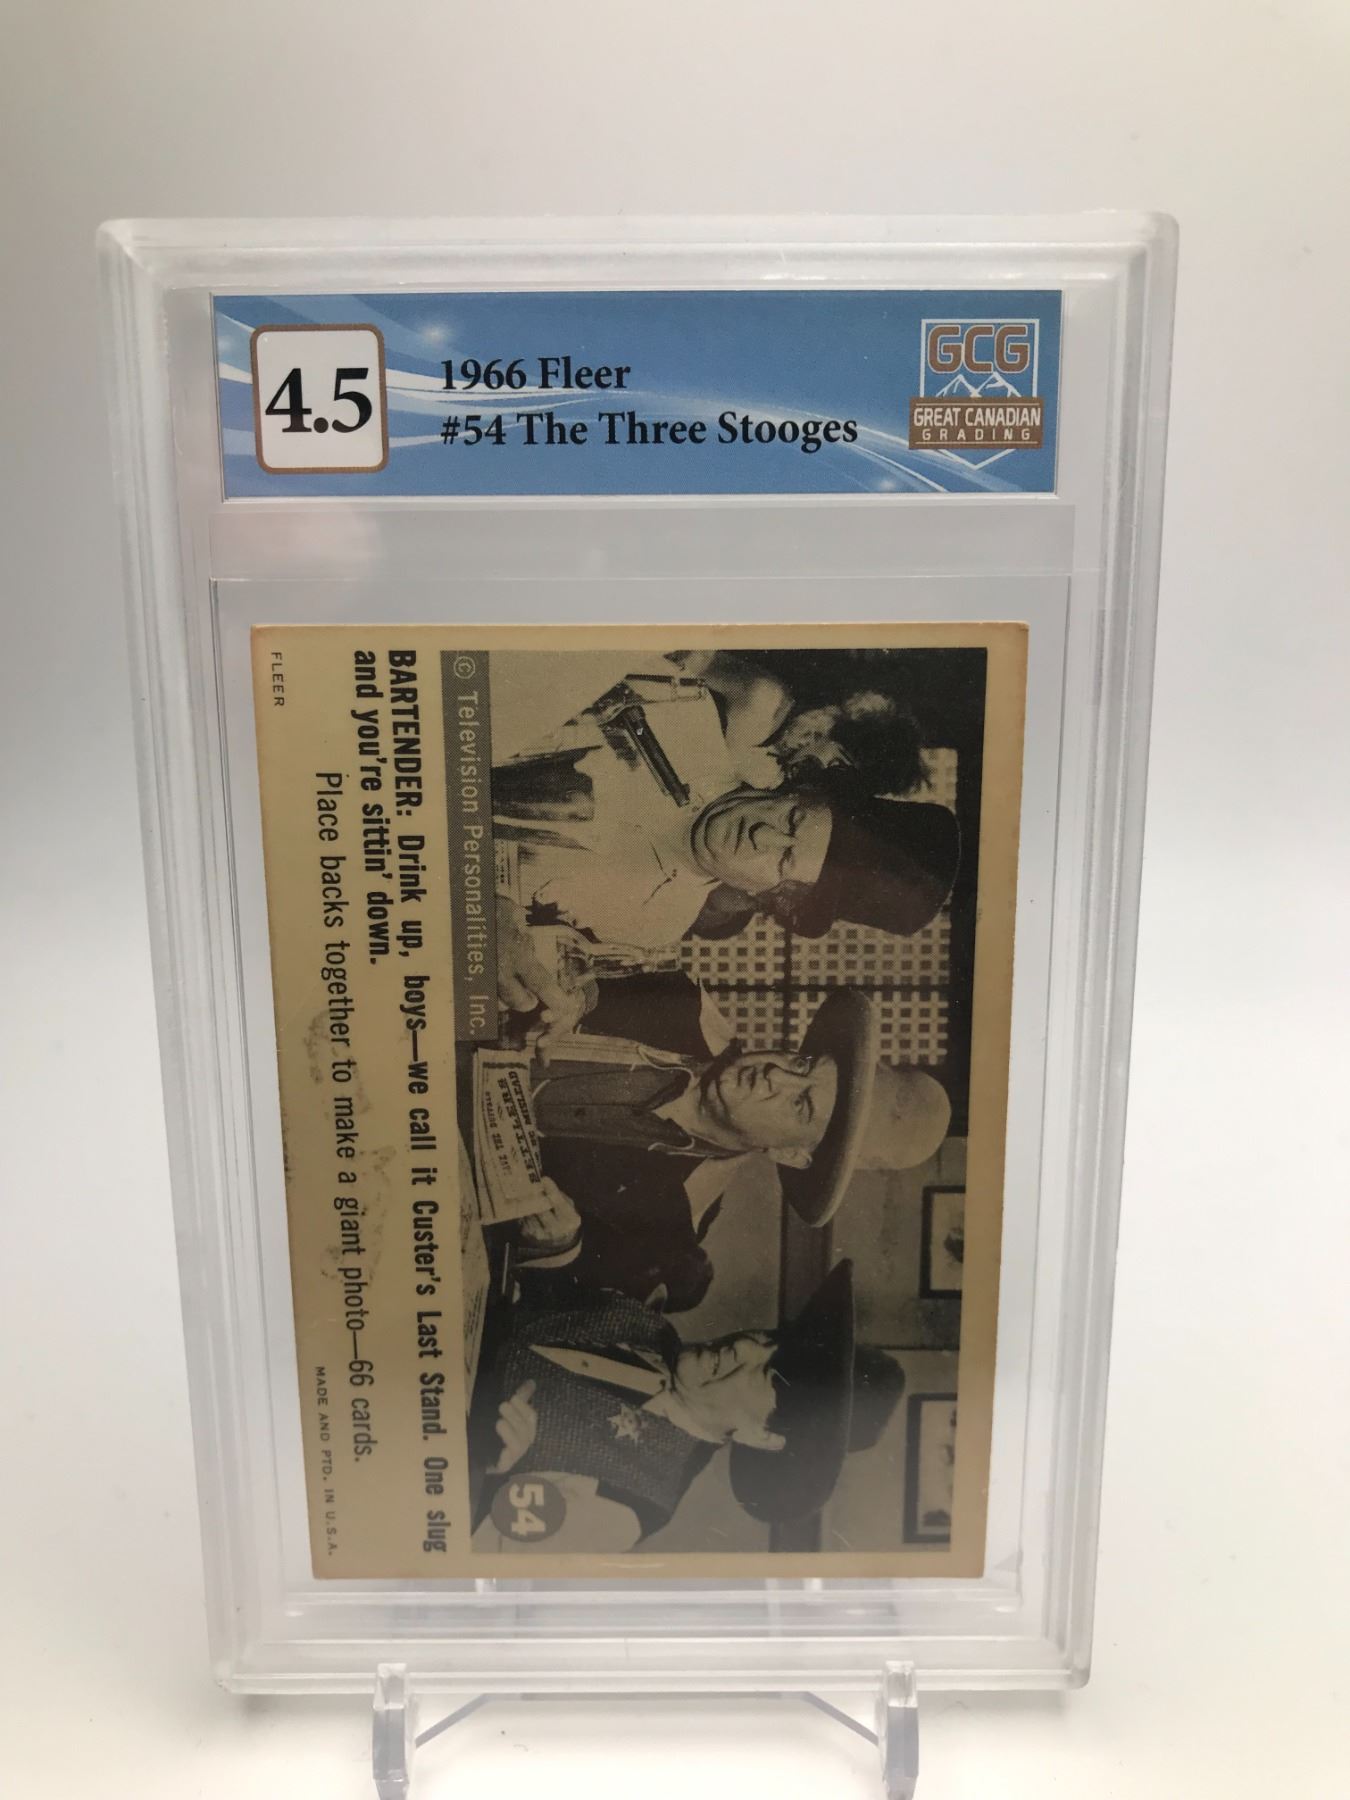 4.5
1966 Fleer
#54 The Three Stooges
GCG
GREAT CANADIAN
GRADING
© Television Personalities, Inc.
54
BARTENDER: Drink up, boys—we call it Custer's Last Stand. One slug
and you're sittin' down.
Place backs together to make a giant photo—66 cards.
FLEER
MADE AND PTD. IN U.S.A.